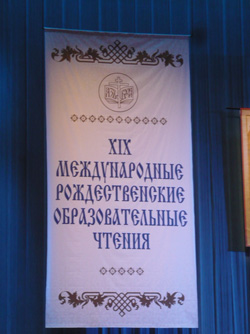 XIX
МЕЖДУНАРОДНЫЕ
РОЖДЕСТВЕНСКИЕ
ОБРАЗОВАТЕЛЬНЫЕ
ЧТЕНИЯ